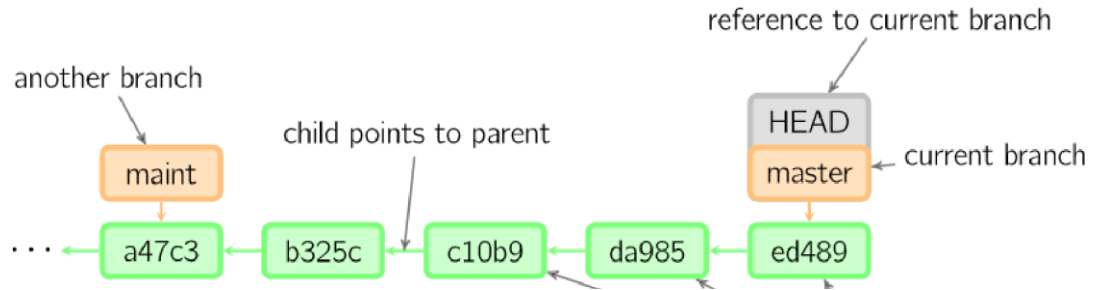 reference to current branch
another branch
HEAD
child points to parent
current branch
maint
master
... a47c3 b325c c10b9 da985 ed489